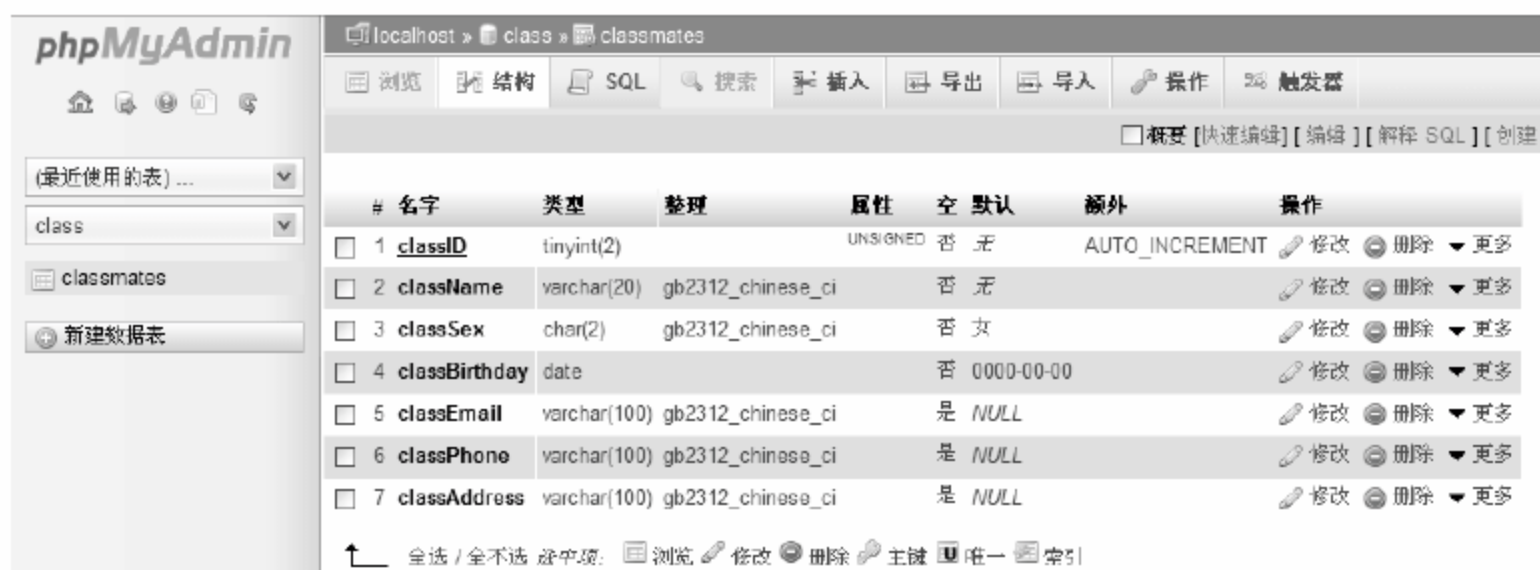 phpMyAdmin
localhost » class » classmates
浏览 结构 SQL 搜索 插入 导出 导入 操作 触发器
概要 [快速编辑] [ 编辑 ] [ 解释 SQL ] [ 创建
(最近使用的表) ...
class
classmates
新建数据表
# 名字 类型 整理 属性 空 默认 额外 操作
1 classID tinyint(2) UNSIGNED 否 无 AUTO_INCREMENT 修改 删除 更多
2 className varchar(20) gb2312_chinese_ci 否 无 修改 删除 更多
3 classSex char(2) gb2312_chinese_ci 否 女 修改 删除 更多
4 classBirthday date 否 0000-00-00 修改 删除 更多
5 classEmail varchar(100) gb2312_chinese_ci 是 NULL 修改 删除 更多
6 classPhone varchar(100) gb2312_chinese_ci 是 NULL 修改 删除 更多
7 classAddress varchar(100) gb2312_chinese_ci 是 NULL 修改 删除 更多
全选 / 全不选 选中项: 浏览 修改 删除 主键 U 唯一 索引